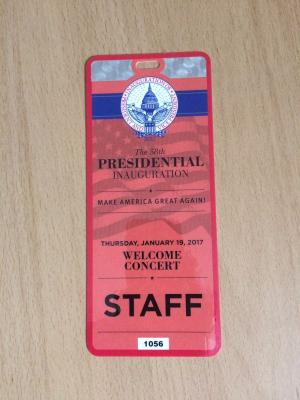 The 58th
PRESIDENTIAL
INAUGURATION
MAKE AMERICA GREAT AGAIN!
THURSDAY, JANUARY 19, 2017
WELCOME
CONCERT
STAFF
1056